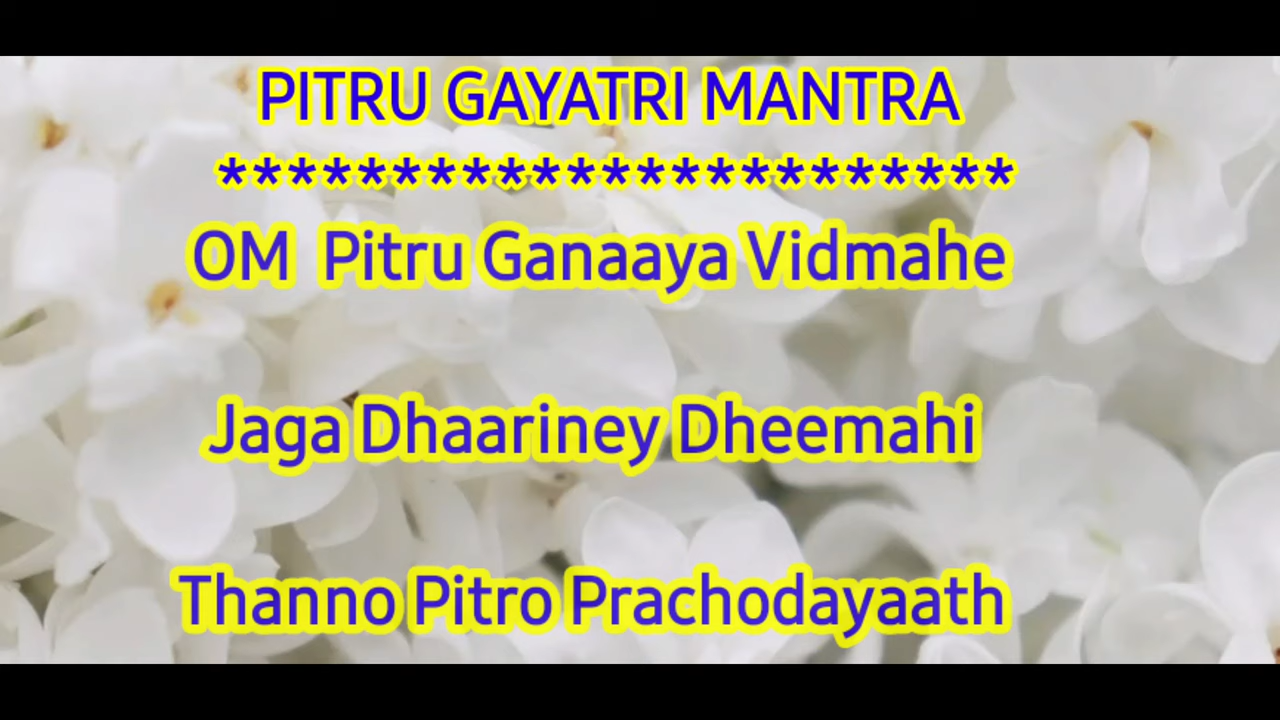 PITRU GAYATRI MANTRA
***********************
OM Pitru Ganaaya Vidmahe
Jaga Dhaariney Dheemahi
Thanno Pitro Prachodayaath